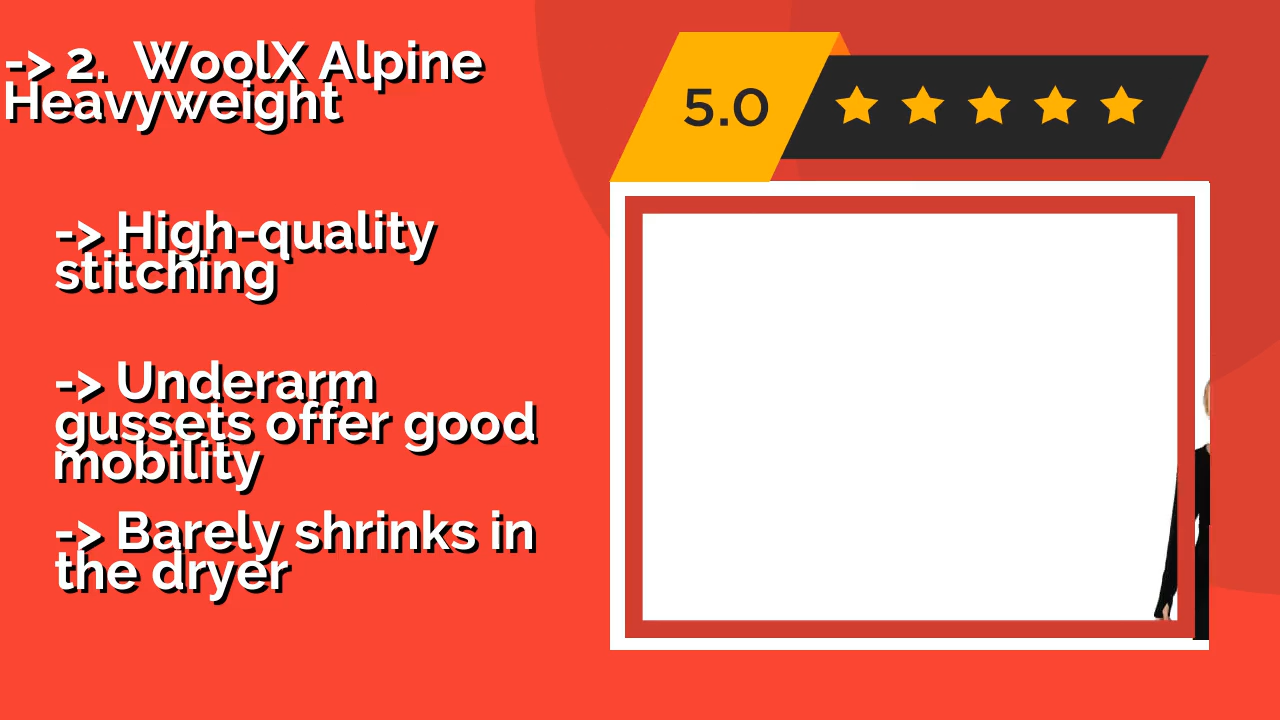 -> 2.  WoolX Alpine
Heavyweight
5.0
-> High-quality
stitching
-> Underarm
gussets offer good
mobility
-> Barely shrinks in
the dryer